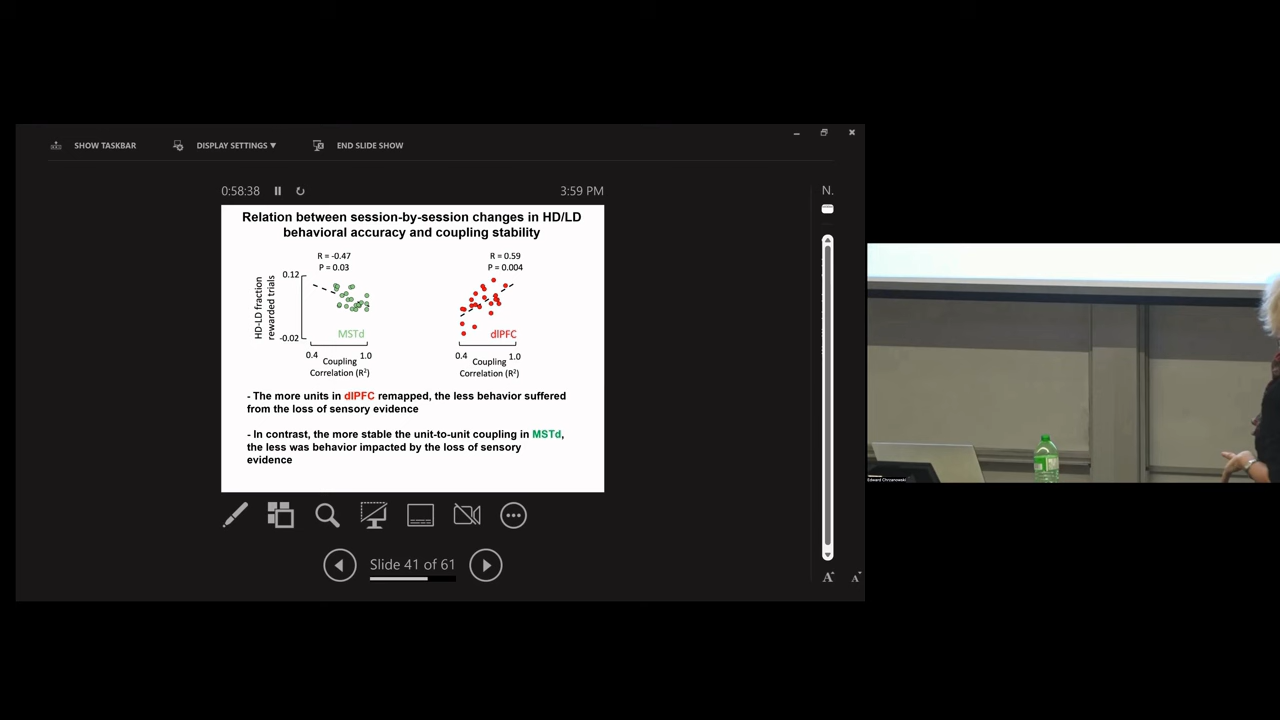 SHOW TASKBAR
DISPLAY SETTINGS ▼
END SLIDE SHOW
0:58:38
3:59 PM
N.
Relation between session-by-session changes in HD/LD
behavioral accuracy and coupling stability
R = -0.47
P = 0.03
R = 0.59
P = 0.004
HD-LD fraction
rewarded trials
0.12
-0.02
MSTd
dlPFC
0.4
1.0
0.4
1.0
Coupling
Correlation (R²)
Coupling
Correlation (R²)
- The more units in dlPFC remapped, the less behavior suffered
from the loss of sensory evidence
- In contrast, the more stable the unit-to-unit coupling in MSTd,
the less was behavior impacted by the loss of sensory
evidence
Slide 41 of 61
A
A
Edward Chrzanowski